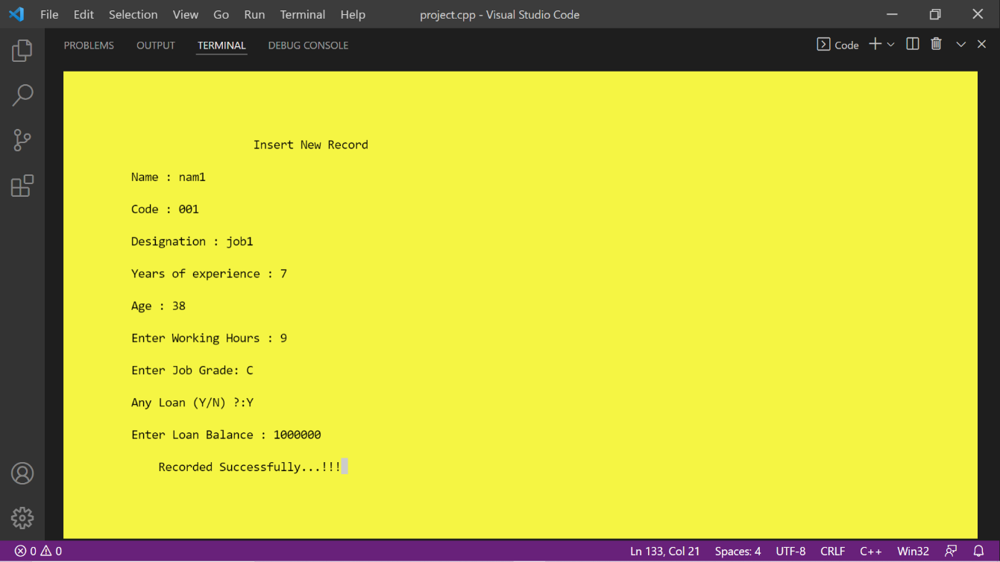 File Edit Selection View Go Run Terminal Help project.cpp - Visual Studio Code
PROBLEMS OUTPUT TERMINAL DEBUG CONSOLE Code
Insert New Record
Name : nam1
Code : 001
Designation : job1
Years of experience : 7
Age : 38
Enter Working Hours : 9
Enter Job Grade: C
Any Loan (Y/N) ?:Y
Enter Loan Balance : 1000000
Recorded Successfully...!!!
0 0 Ln 133, Col 21 Spaces: 4 UTF-8 CRLF C++ Win32